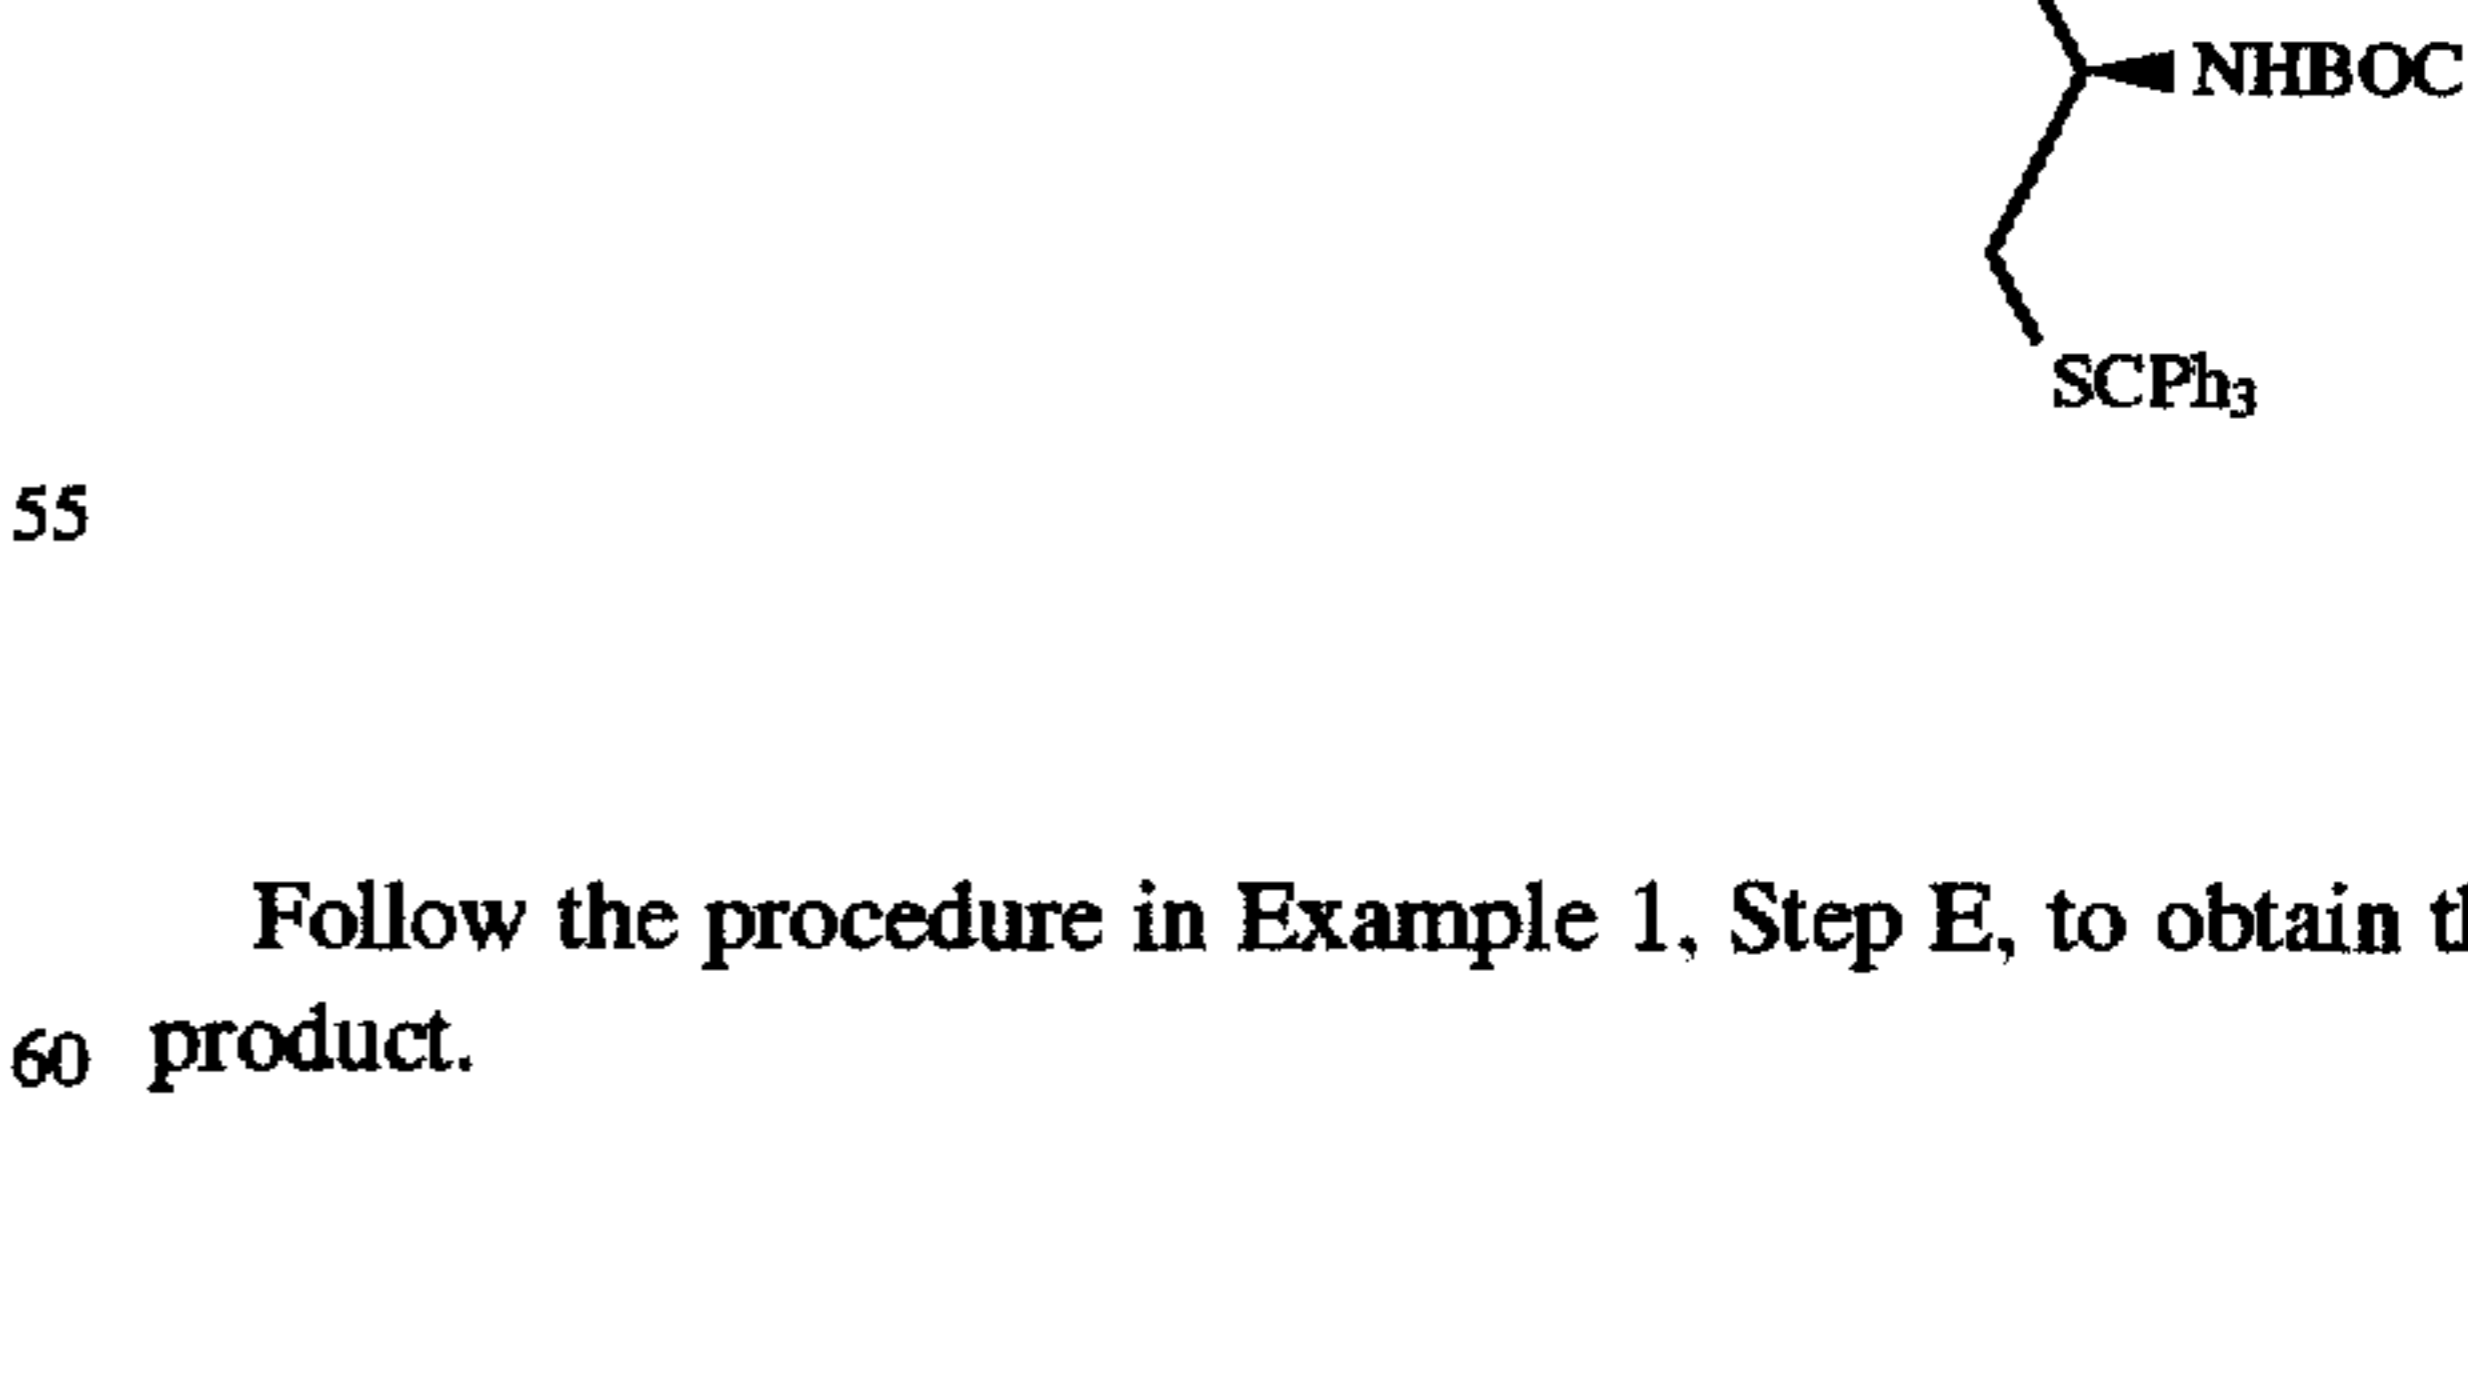 NHBOC
SCPh3
55
Follow the procedure in Example 1, Step E, to obtain
60 product.